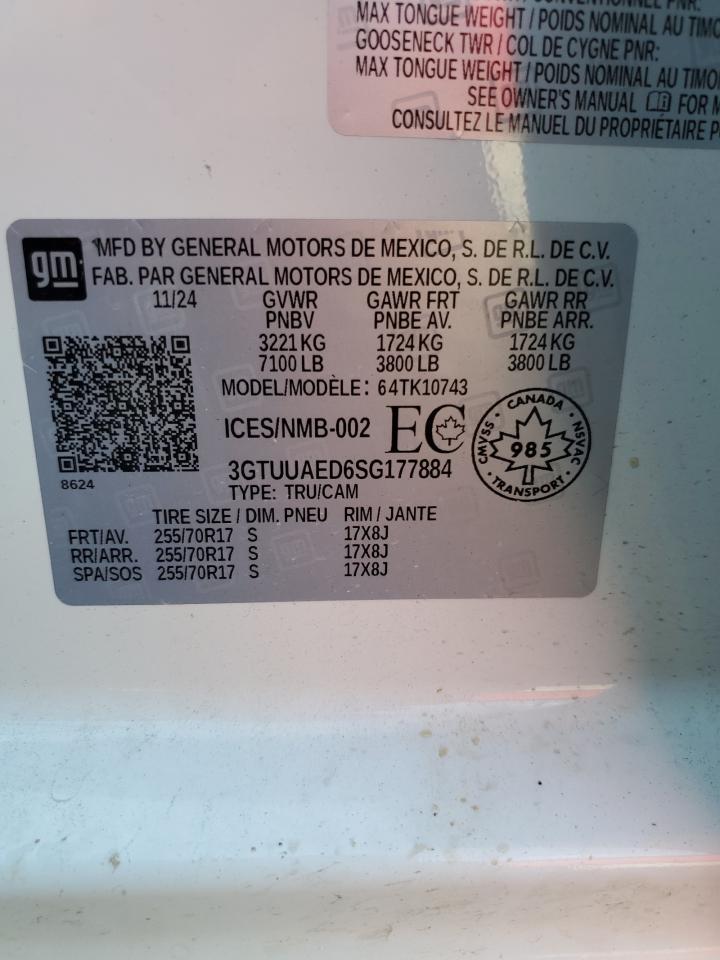 MAX TONGUE WEIGHT / POIDS NOMINAL AU TIMO
GOOSENECK TWR / COL DE CYGNE PNR:
MAX TONGUE WEIGHT / POIDS NOMINAL AU TIMO
SEE OWNER'S MANUAL FOR M
CONSULTEZ LE MANUEL DU PROPRIÉTAIRE P
gm
MFD BY GENERAL MOTORS DE MEXICO, S. DE R.L. DE C.V.
FAB. PAR GENERAL MOTORS DE MEXICO, S. DE R.L. DE C.V.
11/24 GVWR GAWR FRT GAWR RR
PNBV PNBE AV. PNBE ARR.
3221 KG 1724 KG 1724 KG
7100 LB 3800 LB 3800 LB
MODEL/MODÈLE: 64TK10743
ICES/NMB-002 EC
CANADA
CMVSS 985 NSVAC
TRANSPORT
3GTUUAED6SG177884
8624
TYPE: TRU/CAM
TIRE SIZE / DIM. PNEU RIM / JANTE
FRT/AV. 255/70R17 S 17X8J
RR/ARR. 255/70R17 S 17X8J
SPA/SOS 255/70R17 S 17X8J